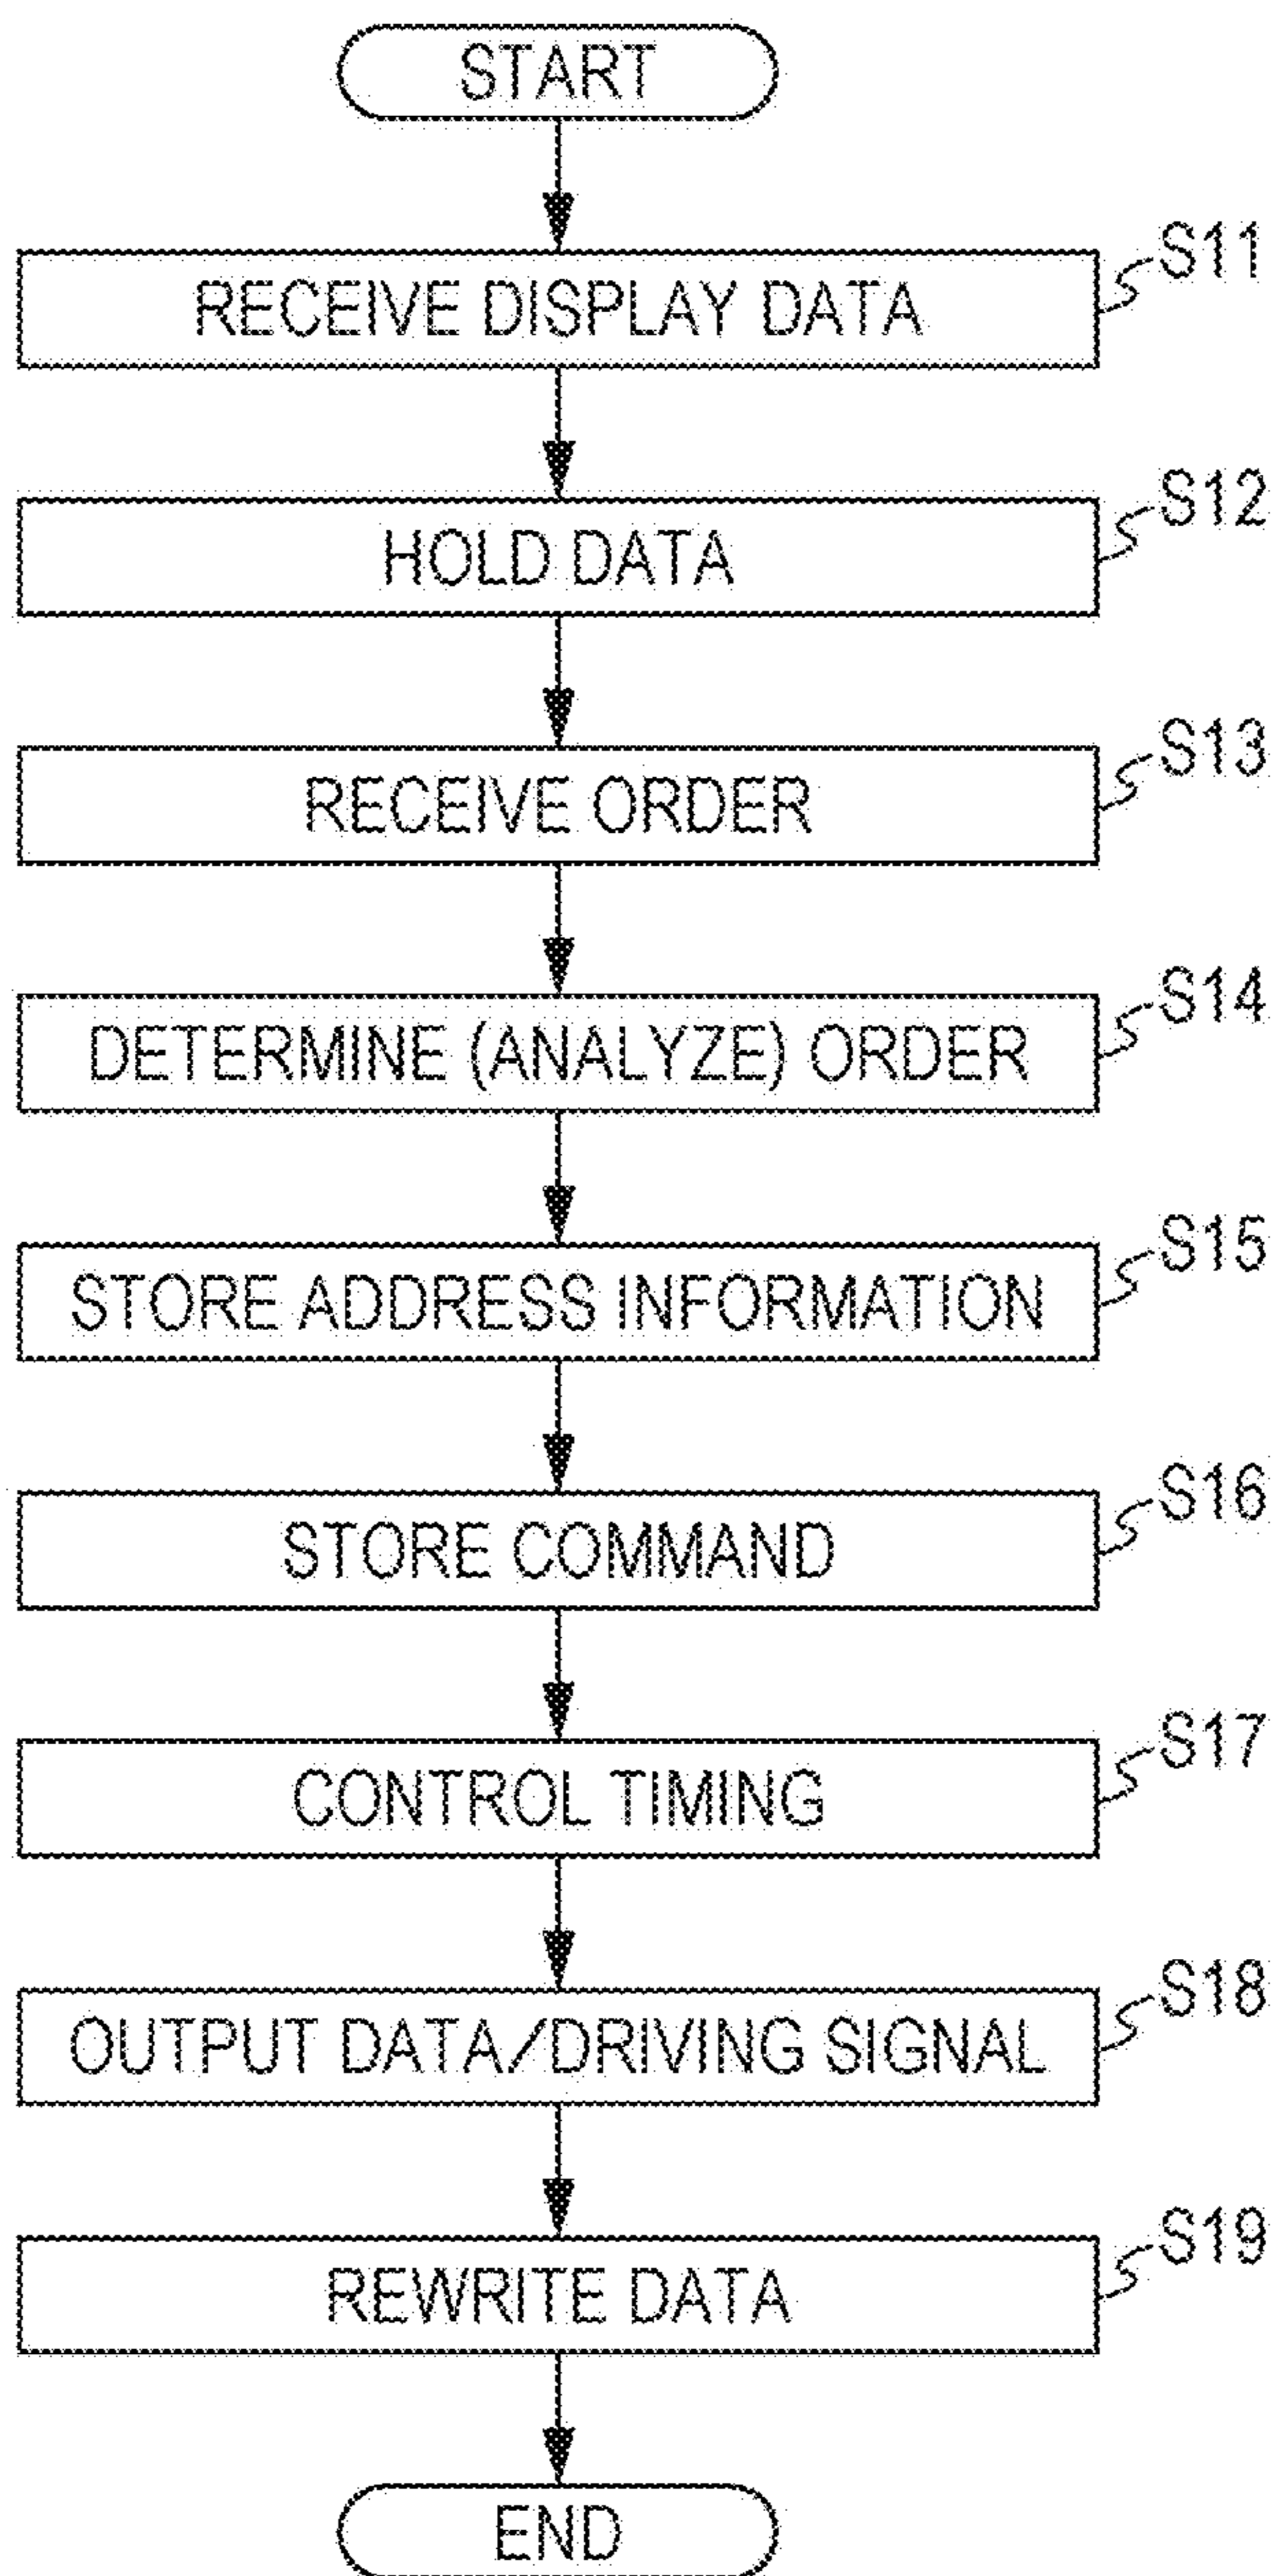 START
RECEIVE DISPLAY DATA
S11
HOLD DATA
S12
RECEIVE ORDER
S13
DETERMINE (ANALYZE) ORDER
S14
STORE ADDRESS INFORMATION
S15
STORE COMMAND
S16
CONTROL TIMING
S17
OUTPUT DATA/DRIVING SIGNAL
S18
REWRITE DATA
S19
END